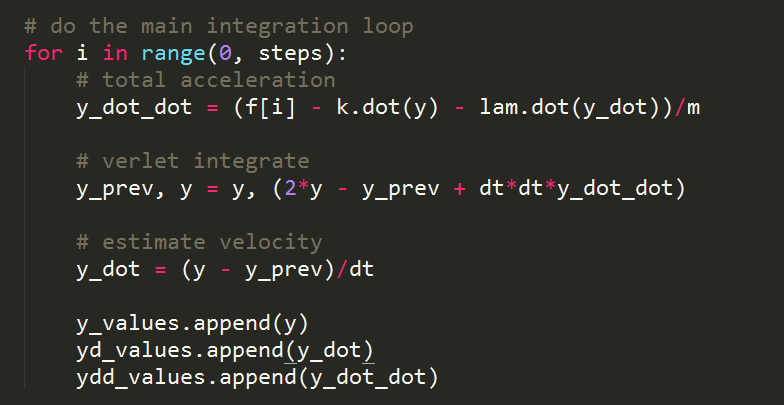 # do the main integration loop
for i in range(0, steps):
    # total acceleration
    y_dot_dot = (f[i] - k.dot(y) - lam.dot(y_dot))/m

    # verlet integrate
    y_prev, y = y, (2*y - y_prev + dt*dt*y_dot_dot)

    # estimate velocity
    y_dot = (y - y_prev)/dt

    y_values.append(y)
    yd_values.append(y_dot)
    ydd_values.append(y_dot_dot)